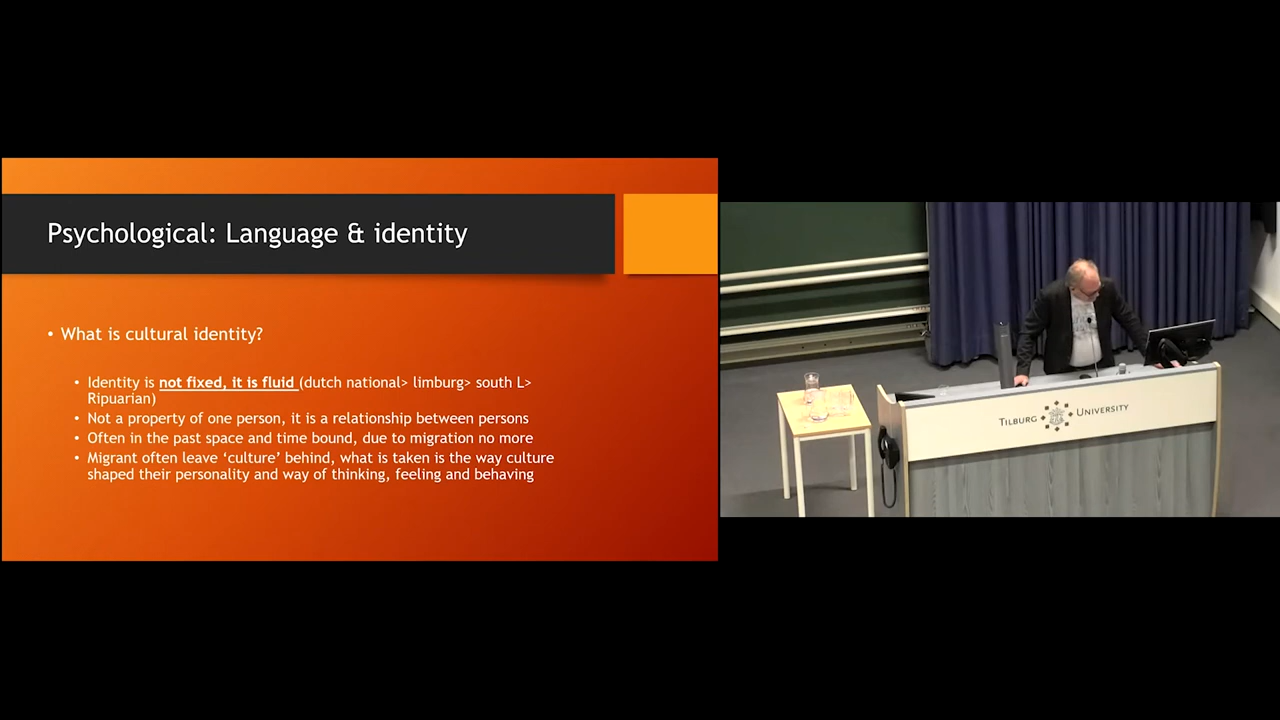 Psychological: Language & identity
• What is cultural identity?
• Identity is not fixed, it is fluid (dutch national> limburg> south L>
Ripuarian)
• Not a property of one person, it is a relationship between persons
• Often in the past space and time bound, due to migration no more
• Migrant often leave ‘culture’ behind, what is taken is the way culture
shaped their personality and way of thinking, feeling and behaving
TILBURG UNIVERSITY